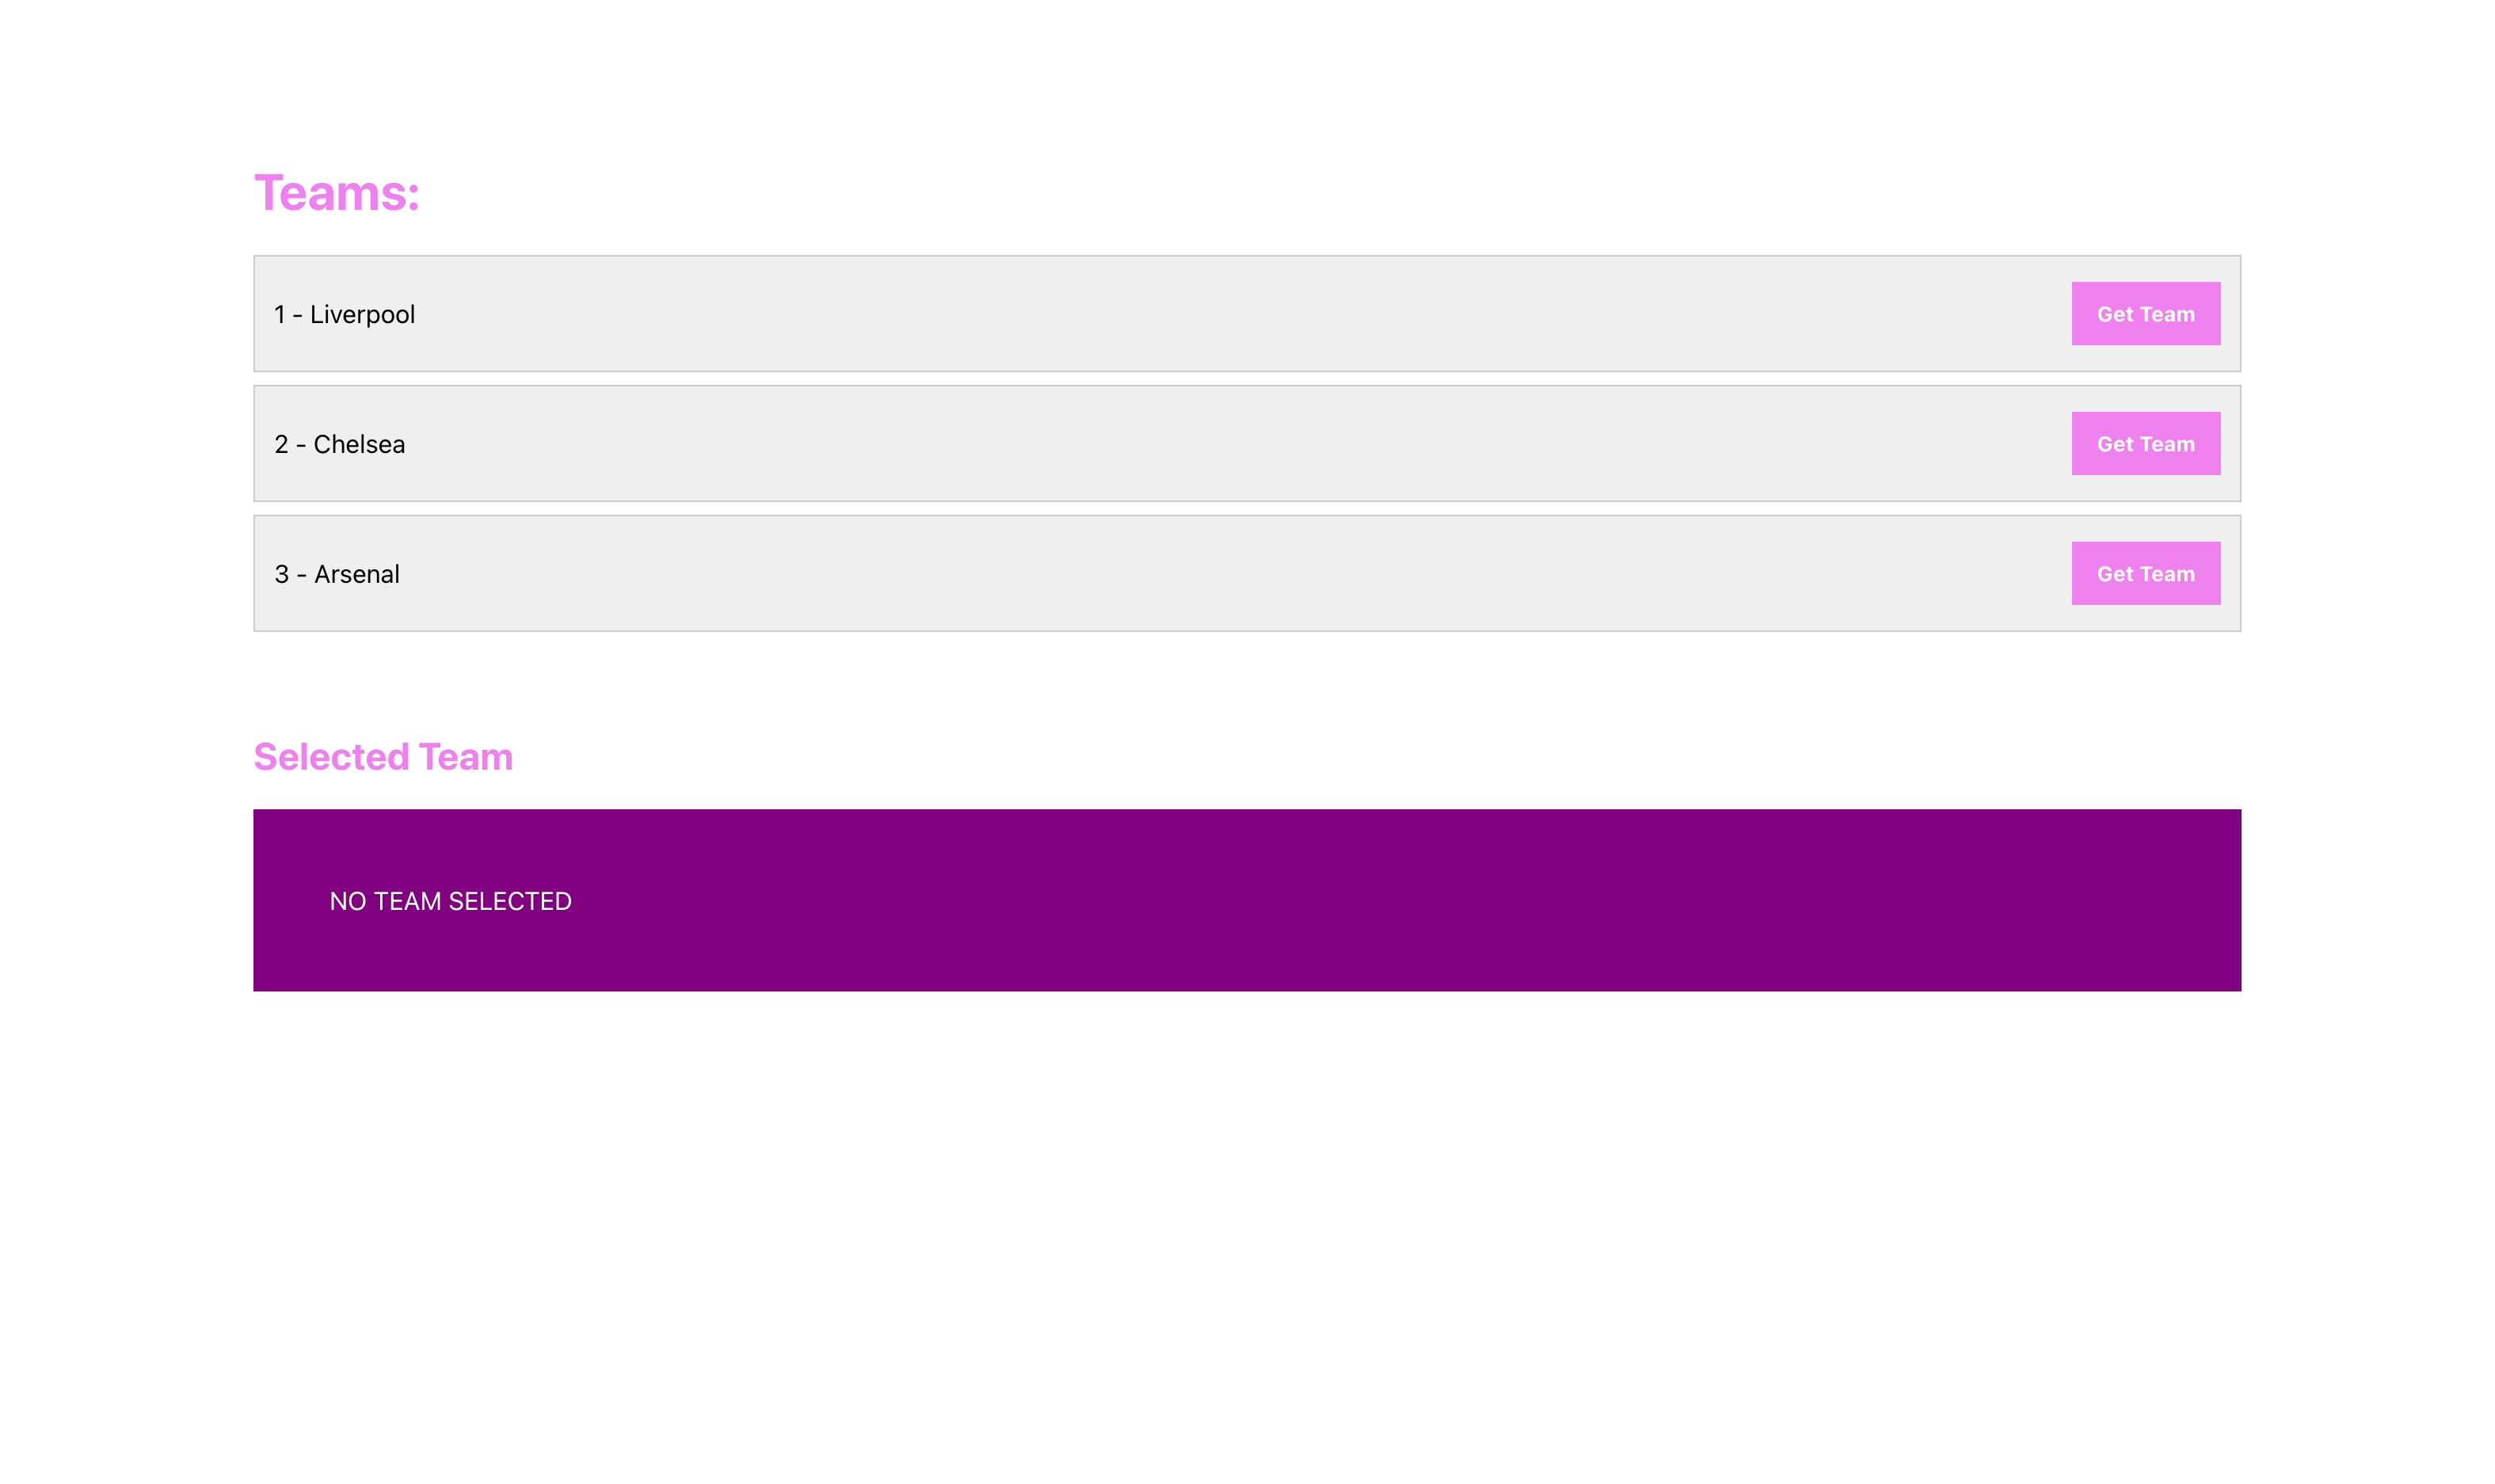 Teams:
1 - Liverpool Get Team
2 - Chelsea Get Team
3 - Arsenal Get Team
Selected Team
NO TEAM SELECTED